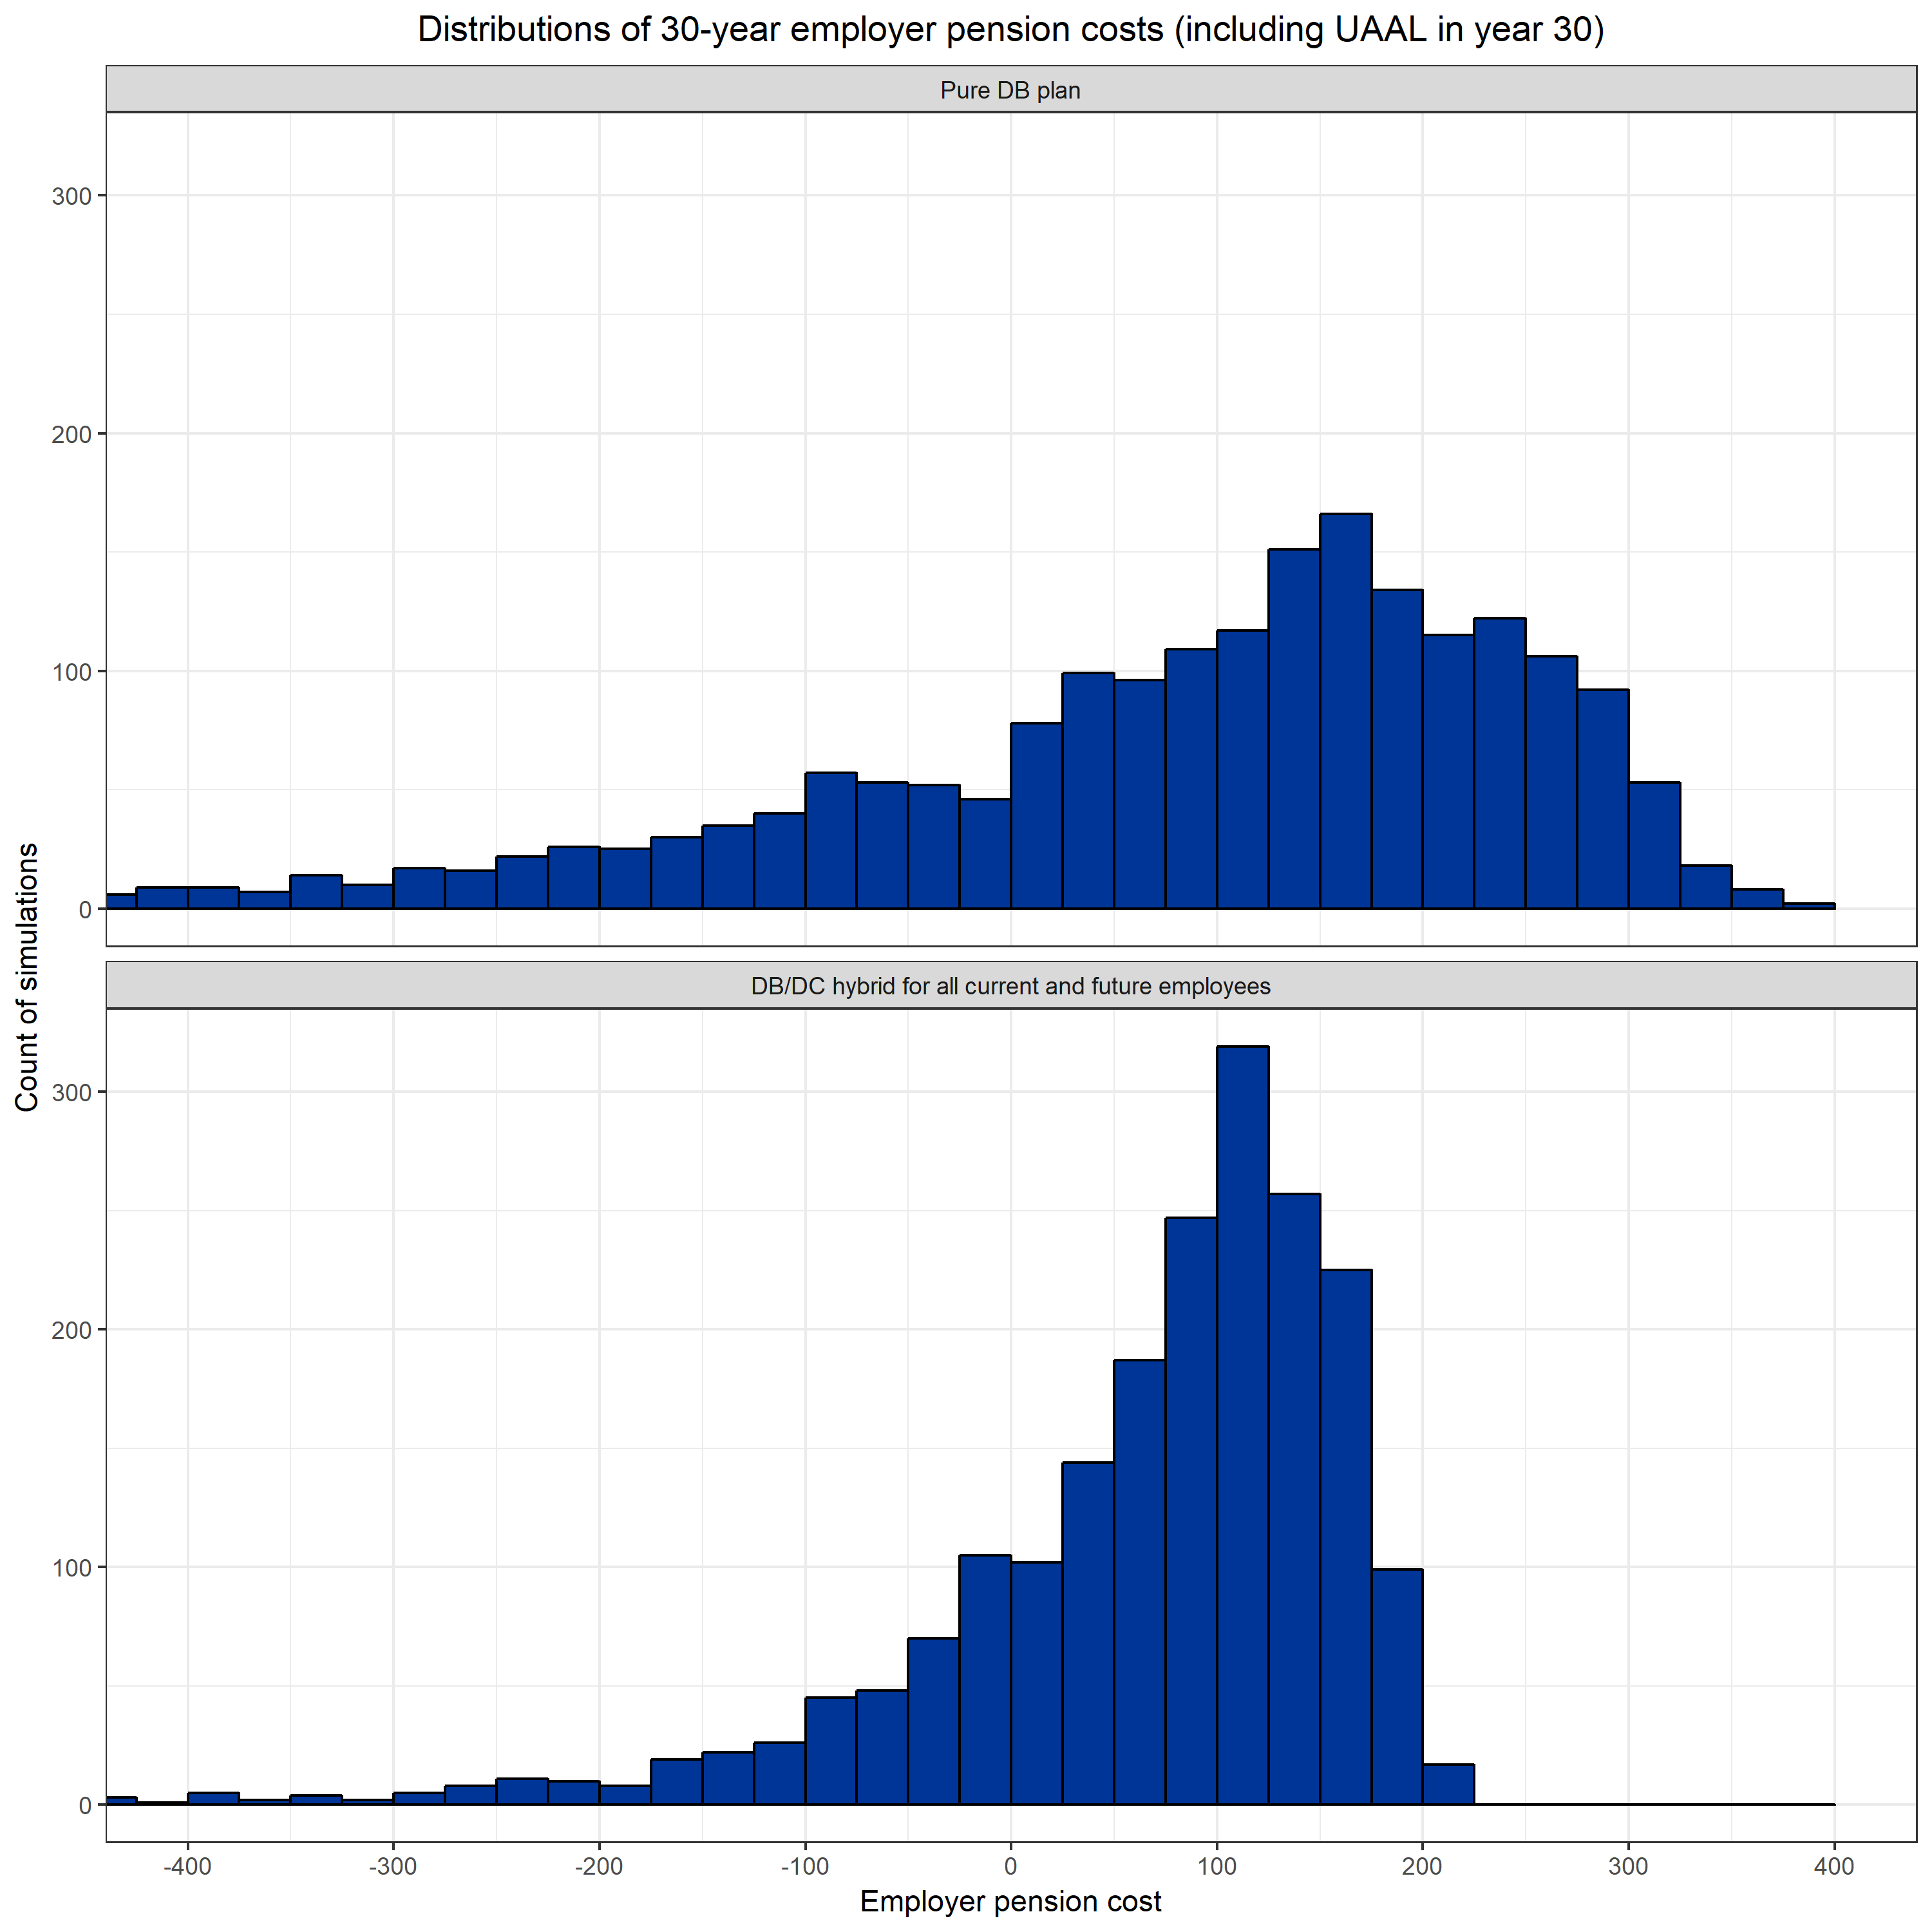 Distributions of 30-year employer pension costs (including UAAL in year 30)
Pure DB plan
300
200
100
0
Count of simulations
DB/DC hybrid for all current and future employees
300
200
100
0
-400 -300 -200 -100 0 100 200 300 400
Employer pension cost